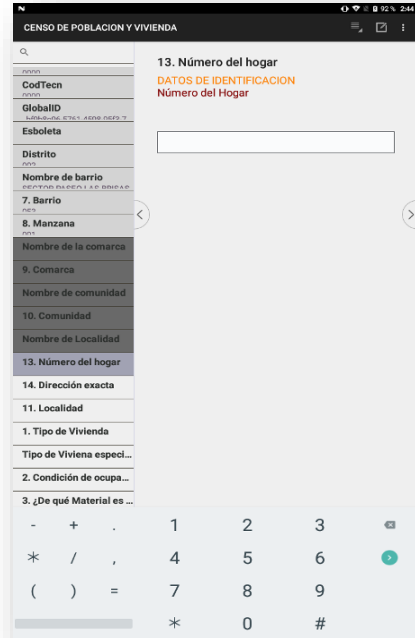 92% 2:44
CENSO DE POBLACION Y VIVIENDA
CodTecn
GlobalID
Esboleta
Distrito
Nombre de barrio
SECTOR PASEO LAS BRISAS
7. Barrio
8. Manzana
Nombre de la comarca
9. Comarca
Nombre de comunidad
10. Comunidad
Nombre de Localidad
13. Número del hogar
14. Dirección exacta
11. Localidad
1. Tipo de Vivienda
Tipo de Viviena especi...
2. Condición de ocupa...
3. ¿De qué Material es ...
13. Número del hogar
DATOS DE IDENTIFICACION
Número del Hogar
- + . 1 2 3
* / , 4 5 6
( ) = 7 8 9
* 0 #